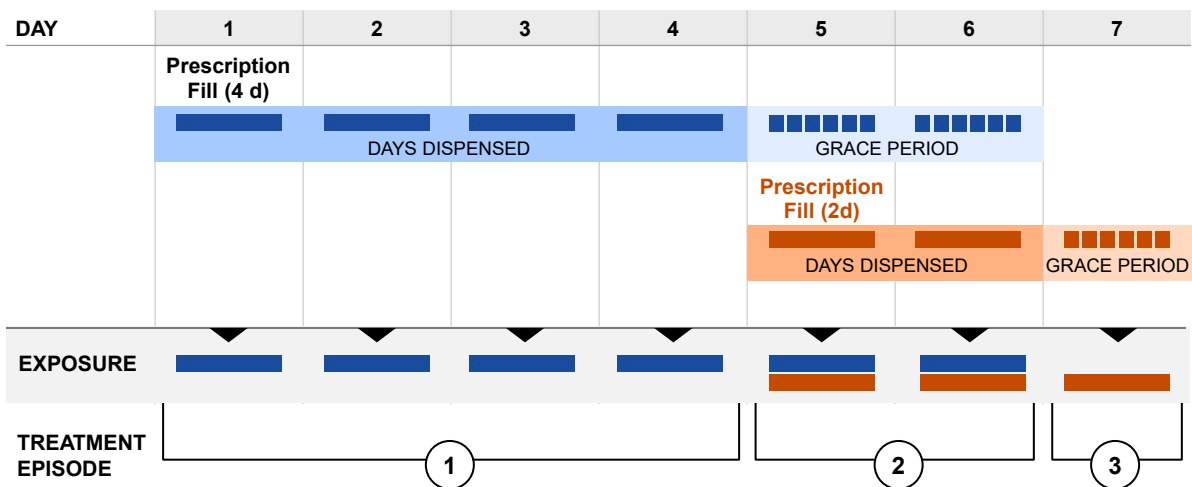 DAY 1 2 3 4 5 6 7
Prescription
Fill (4 d)
DAYS DISPENSED GRACE PERIOD
Prescription
Fill (2d)
DAYS DISPENSED GRACE PERIOD
EXPOSURE
TREATMENT
EPISODE
1 2 3